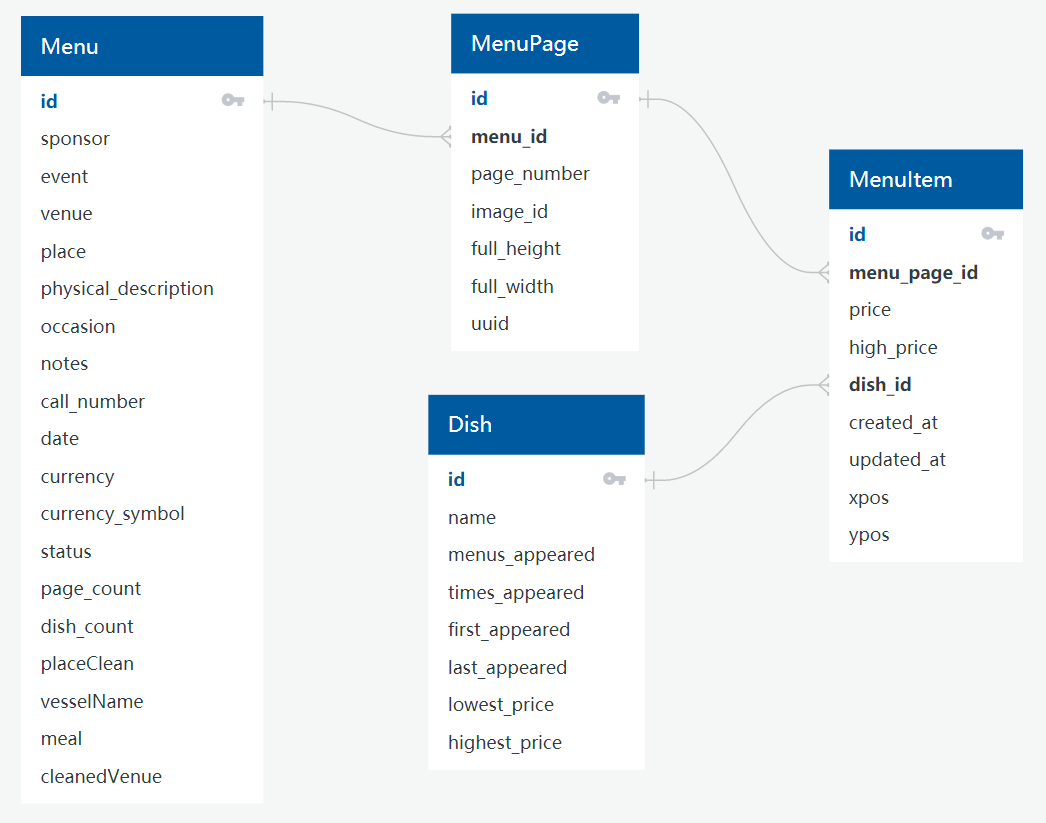 Menu
id
sponsor
event
venue
place
physical_description
occasion
notes
call_number
date
currency
currency_symbol
status
page_count
dish_count
placeClean
vesselName
meal
cleanedVenue
MenuPage
id
menu_id
page_number
image_id
full_height
full_width
uuid
Dish
id
name
menus_appeared
times_appeared
first_appeared
last_appeared
lowest_price
highest_price
MenuItem
id
menu_page_id
price
high_price
dish_id
created_at
updated_at
xpos
ypos